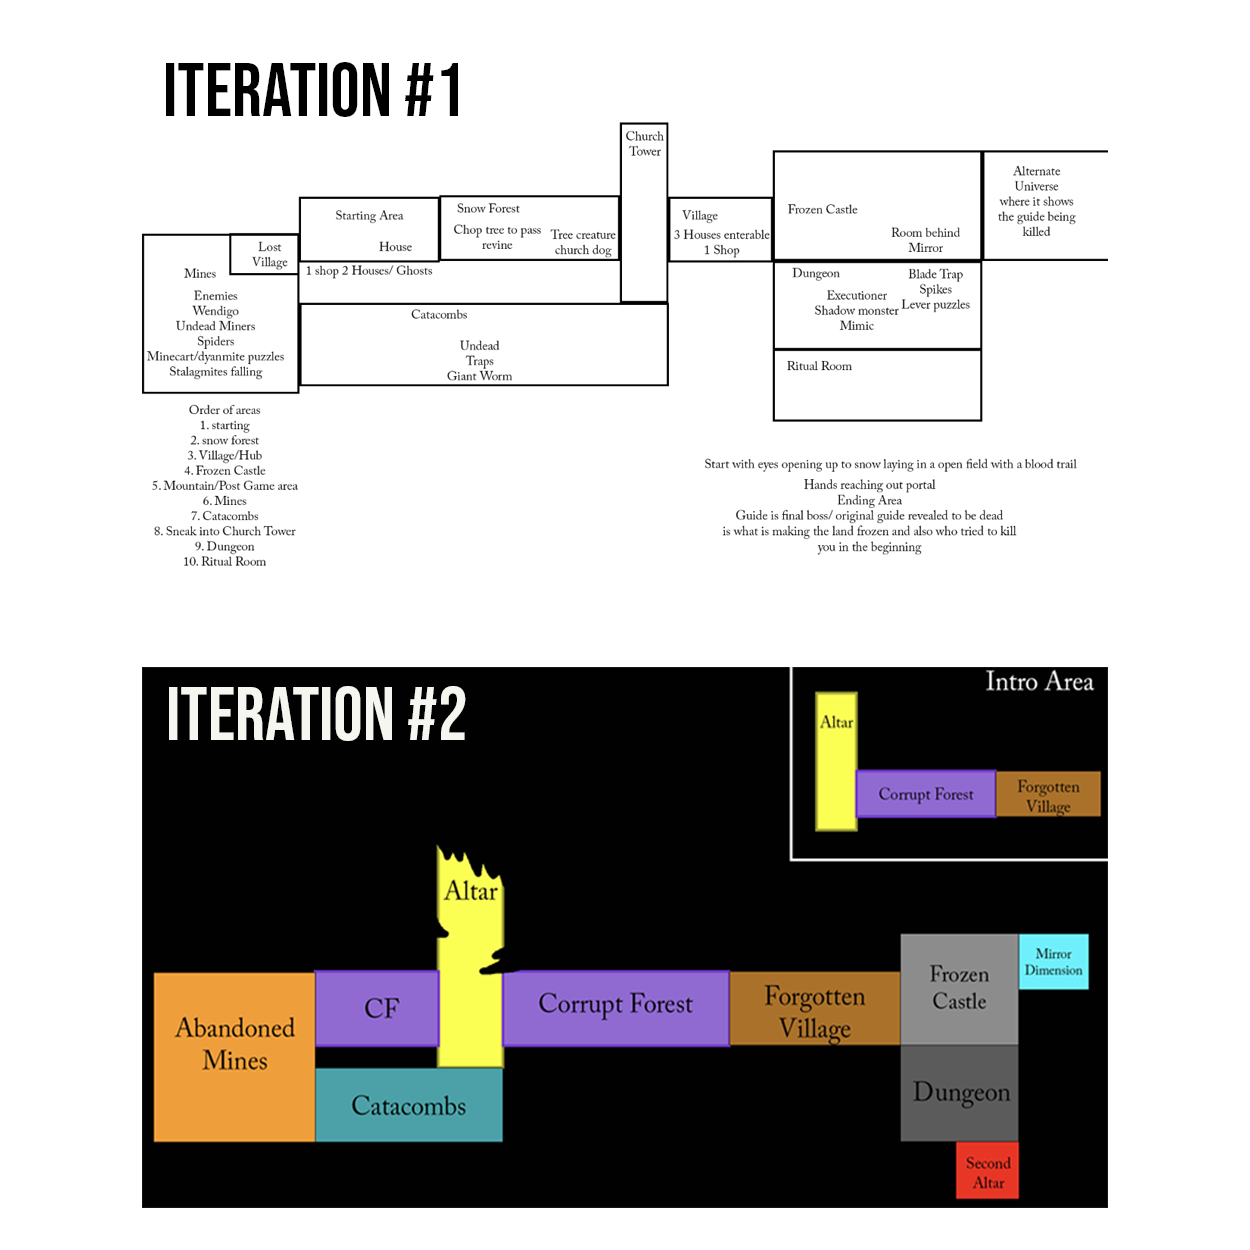 ITERATION #1
Church
Tower
Starting Area
House
1 shop 2 Houses/ Ghosts
Snow Forest
Chop tree to pass
revine
Tree creature
church dog
Village
3 Houses enterable
1 Shop
Frozen Castle
Room behind
Mirror
Alternate
Universe
where it shows
the guide being
killed
Lost
Village
Mines
Enemies
Wendigo
Undead Miners
Spiders
Minecart/dyanmite puzzles
Stalagmites falling
Catacombs
Undead
Traps
Giant Worm
Dungeon
Executioner
Shadow monster
Mimic
Blade Trap
Spikes
Lever puzzles
Ritual Room
Order of areas
1. starting
2. snow forest
3. Village/Hub
4. Frozen Castle
5. Mountain/Post Game area
6. Mines
7. Catacombs
8. Sneak into Church Tower
9. Dungeon
10. Ritual Room
Start with eyes opening up to snow laying in a open field with a blood trail
Hands reaching out portal
Ending Area
Guide is final boss/ original guide revealed to be dead
is what is making the land frozen and also who tried to kill
you in the beginning
ITERATION #2
Intro Area
Altar
Corrupt Forest
Forgotten
Village
Altar
Abandoned
Mines
CF
Corrupt Forest
Forgotten
Village
Frozen
Castle
Mirror
Dimension
Catacombs
Dungeon
Second
Altar